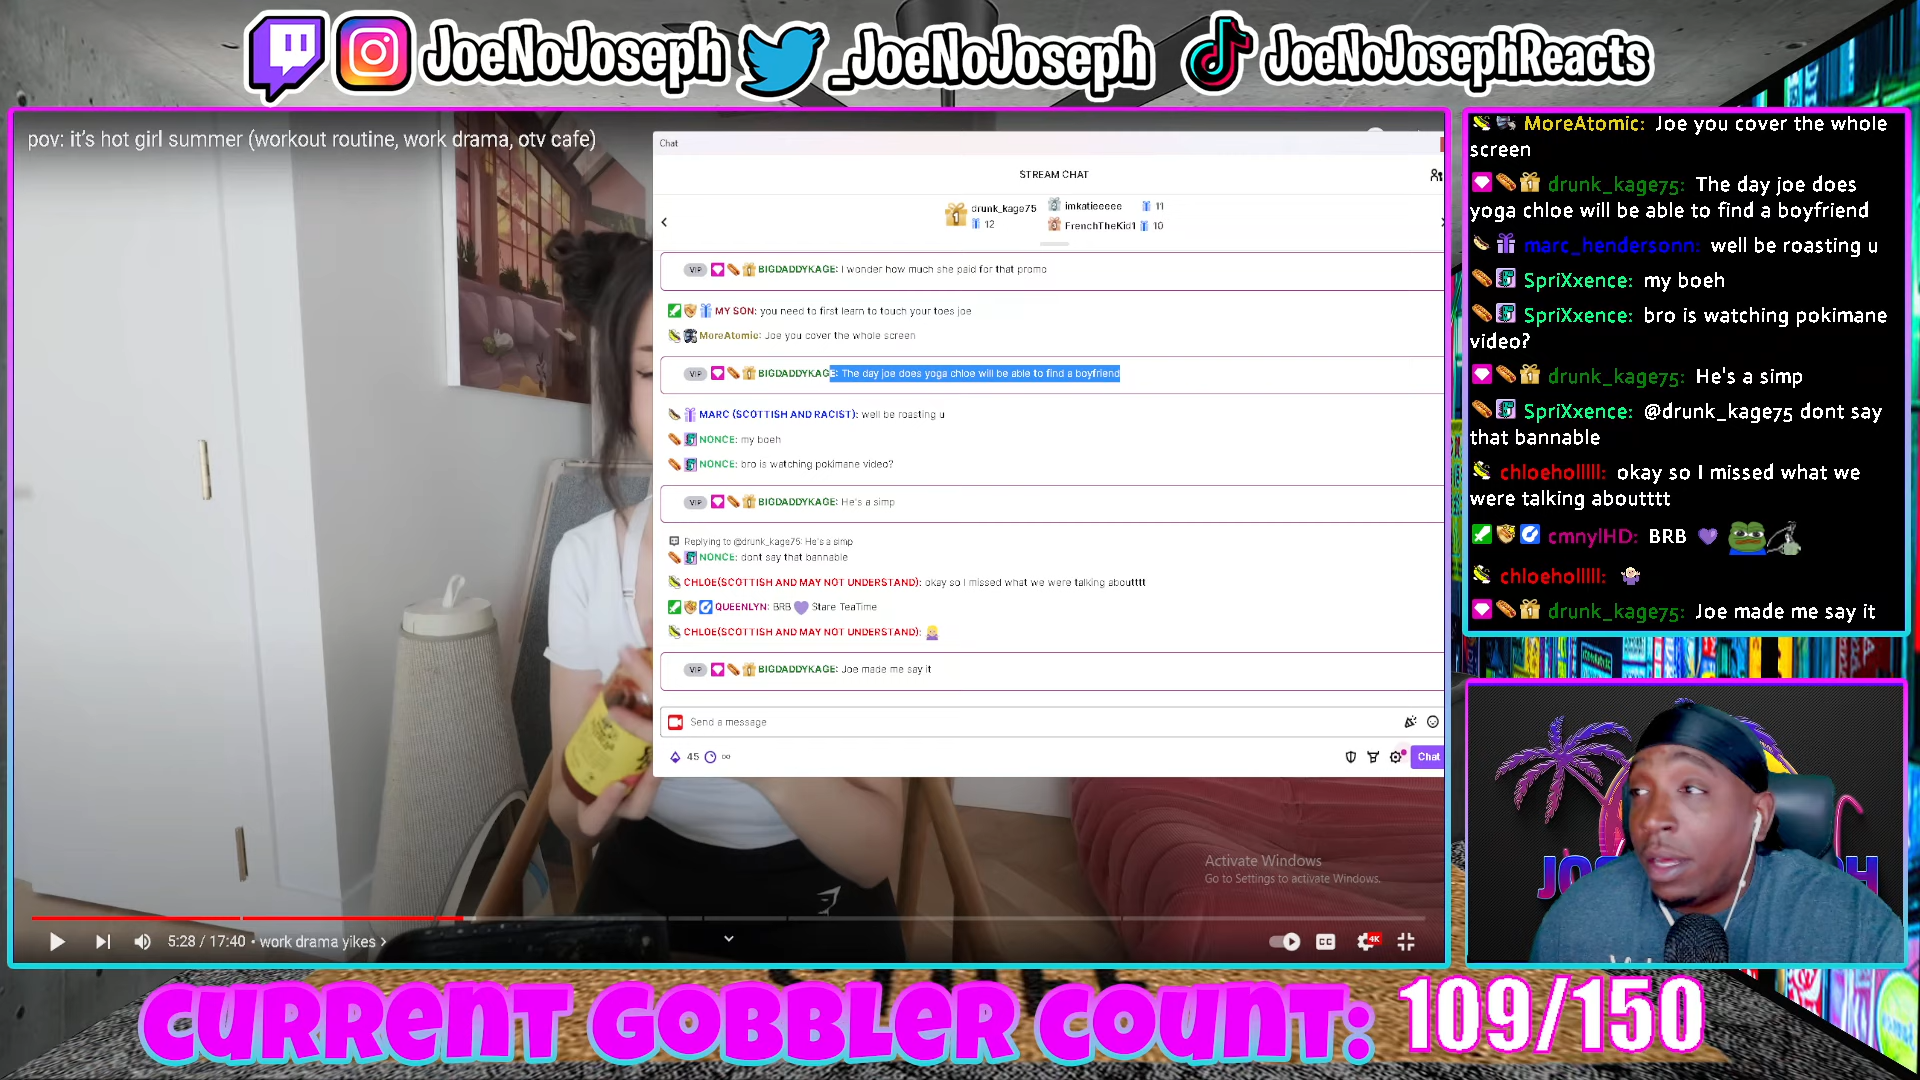 JoeNoJoseph _JoeNoJoseph JoeNoJosephReacts
pov: it's hot girl summer (workout routine, work drama, otv cafe)
Chat
STREAM CHAT
1 drunk_kage75 12
imkatieeeee 11
FrenchTheKid1 10
VIP BIGDADDYKAGE: I wonder how much she paid for that promo
MY SON: you need to first learn to touch your toes joe
MoreAtomic: Joe you cover the whole screen
VIP BIGDADDYKAGE: The day joe does yoga chloe will be able to find a boyfriend
MARC (SCOTTISH AND RACIST): well be roasting u
NONCE: my boeh
NONCE: bro is watching pokimane video?
VIP BIGDADDYKAGE: He's a simp
Replying to @drunk_kage75: He's a simp
NONCE: dont say that bannable
CHLOE(SCOTTISH AND MAY NOT UNDERSTAND): okay so I missed what we were talking aboutttt
QUEENLYN: BRB 💜 Stare TeaTime
CHLOE(SCOTTISH AND MAY NOT UNDERSTAND):
VIP BIGDADDYKAGE: Joe made me say it
Send a message
45 ∞
Chat
Activate Windows
Go to Settings to activate Windows.
5:28 / 17:40 • work drama yikes >
CC 4K
MoreAtomic: Joe you cover the whole
screen
drunk_kage75: The day joe does
yoga chloe will be able to find a boyfriend
marc_hendersonn: well be roasting u
SpriXxence: my boeh
SpriXxence: bro is watching pokimane
video?
drunk_kage75: He's a simp
SpriXxence: @drunk_kage75 dont say
that bannable
chloehollllll: okay so I missed what we
were talking aboutttt
cmnylHD: BRB 💜
chloehollllll:
drunk_kage75: Joe made me say it
CURRENT GOBBLER COUNT: 109/150